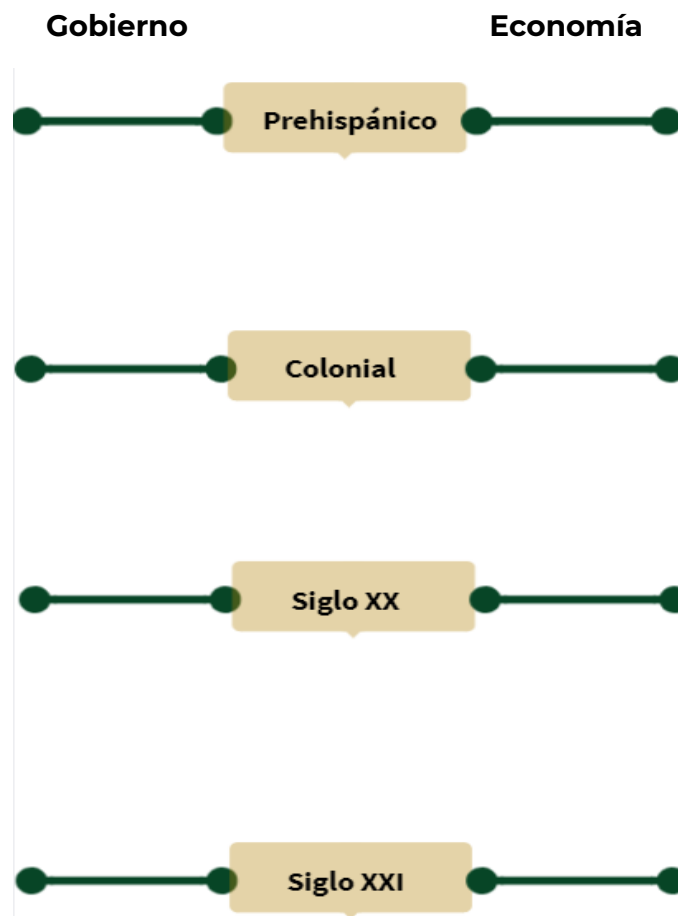 Gobierno Economía
Prehispánico
Colonial
Siglo XX
Siglo XXI